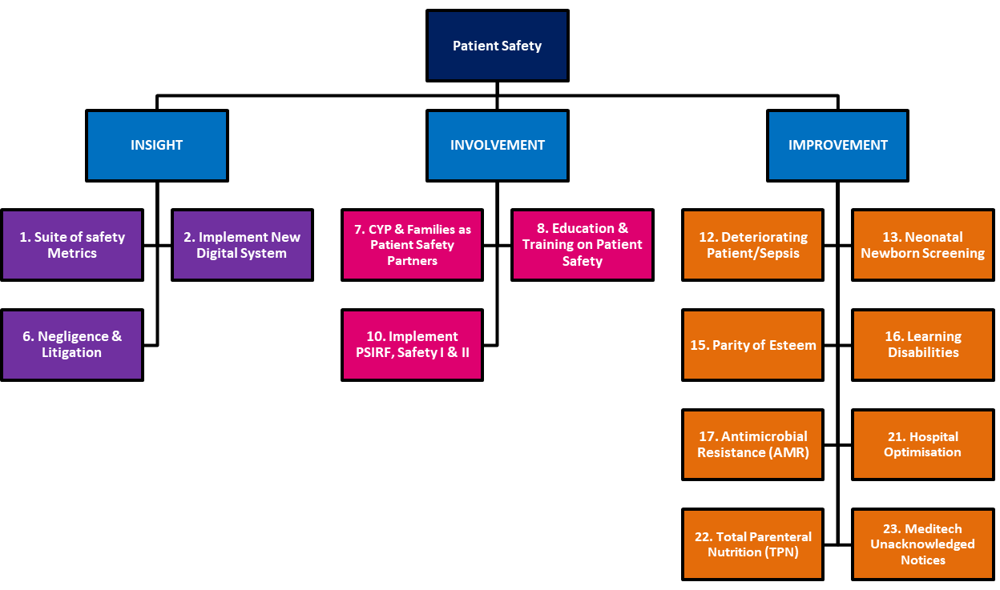 Patient Safety
INSIGHT
INVOLVEMENT
IMPROVEMENT
1. Suite of safety
Metrics
2. Implement New
Digital System
6. Negligence &
Litigation
7. CYP & Families as
Patient Safety
Partners
8. Education &
Training on Patient
Safety
10. Implement
PSIRF, Safety I & II
12. Deteriorating
Patient/Sepsis
13. Neonatal
Newborn Screening
15. Parity of Esteem
16. Learning
Disabilities
17. Antimicrobial
Resistance (AMR)
21. Hospital
Optimisation
22. Total Parenteral
Nutrition (TPN)
23. Meditech
Unacknowledged
Notices